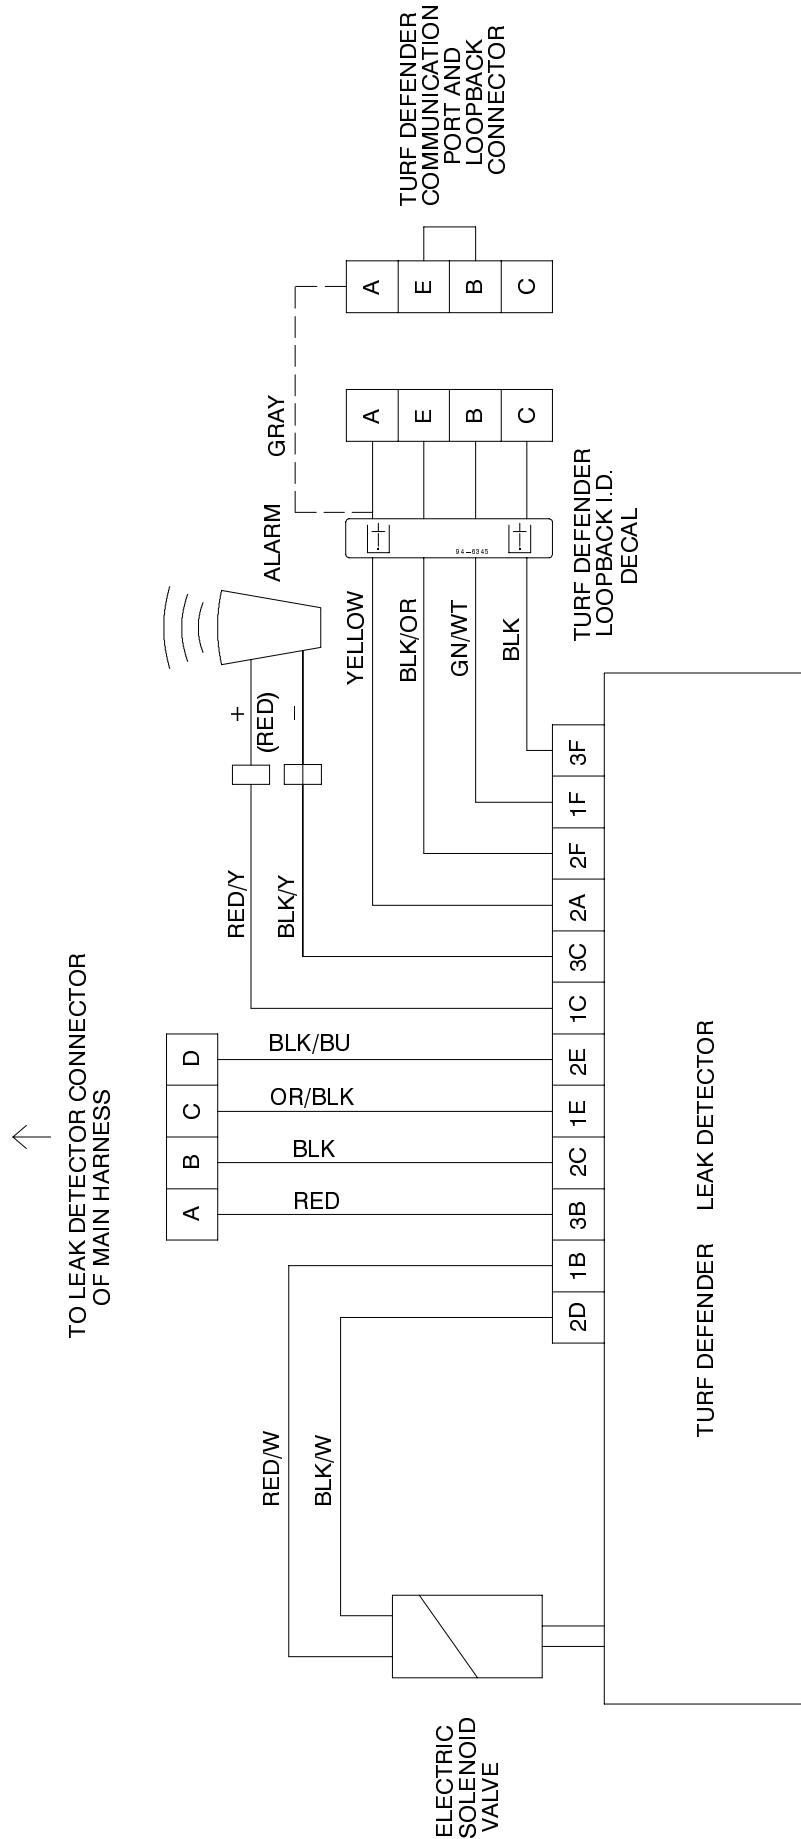 TO LEAK DETECTOR CONNECTOR
OF MAIN HARNESS
A
B
C
D
RED
BLK
OR/BLK
BLK/BU
RED/W
BLK/W
RED/Y
BLK/Y
+
(RED)
–
ALARM
GRAY
YELLOW
BLK/OR
GN/WT
BLK
94–6345
A
E
B
C
A
E
B
C
TURF DEFENDER
COMMUNICATION
PORT AND
LOOPBACK
CONNECTOR
TURF DEFENDER
LOOPBACK I.D.
DECAL
ELECTRIC
SOLENOID
VALVE
2D
1B
3B
2C
1E
2E
1C
3C
2A
2F
1F
3F
TURF DEFENDER LEAK DETECTOR